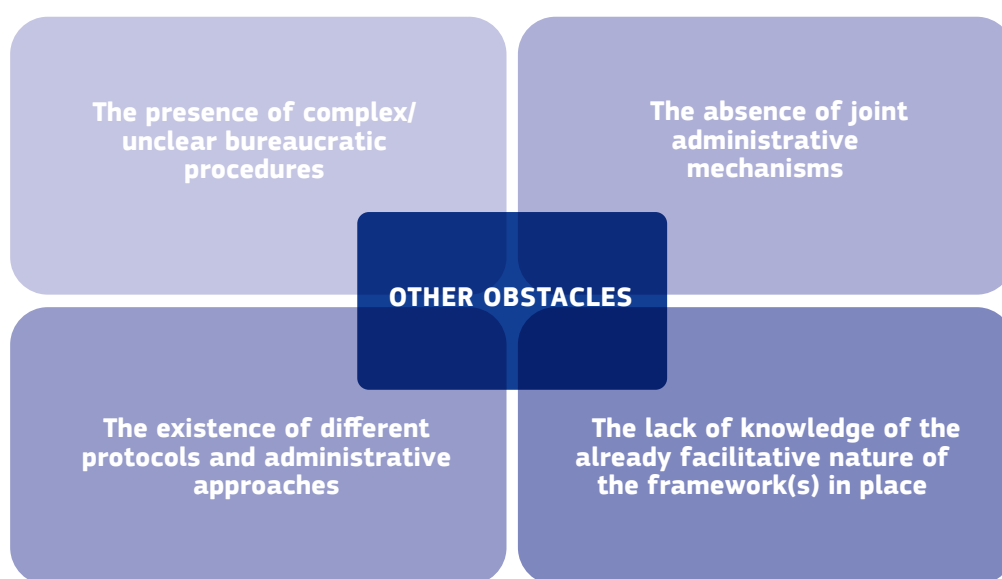 The presence of complex/
unclear bureaucratic
procedures
The absence of joint
administrative
mechanisms
OTHER OBSTACLES
The existence of different
protocols and administrative
approaches
The lack of knowledge of the
already facilitative nature of
the framework(s) in place